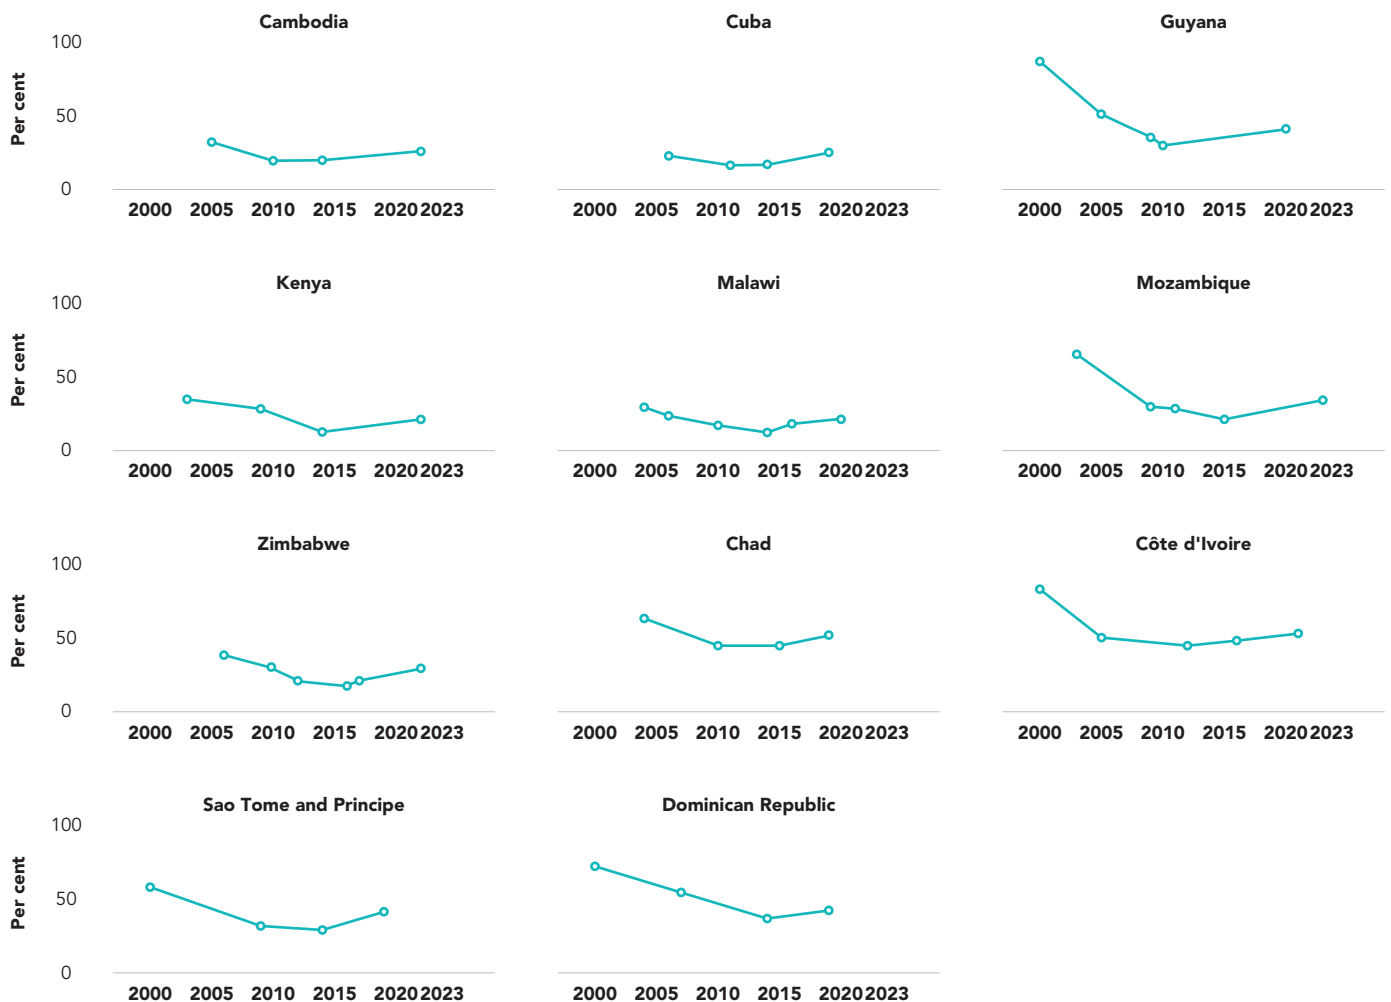 Cambodia Cuba Guyana
100
Per cent
50
0
2000 2005 2010 2015 2020 2023 2000 2005 2010 2015 2020 2023 2000 2005 2010 2015 2020 2023
Kenya Malawi Mozambique
100
Per cent
50
0
2000 2005 2010 2015 2020 2023 2000 2005 2010 2015 2020 2023 2000 2005 2010 2015 2020 2023
Zimbabwe Chad Côte d'Ivoire
100
Per cent
50
0
2000 2005 2010 2015 2020 2023 2000 2005 2010 2015 2020 2023 2000 2005 2010 2015 2020 2023
Sao Tome and Principe Dominican Republic
100
Per cent
50
0
2000 2005 2010 2015 2020 2023 2000 2005 2010 2015 2020 2023